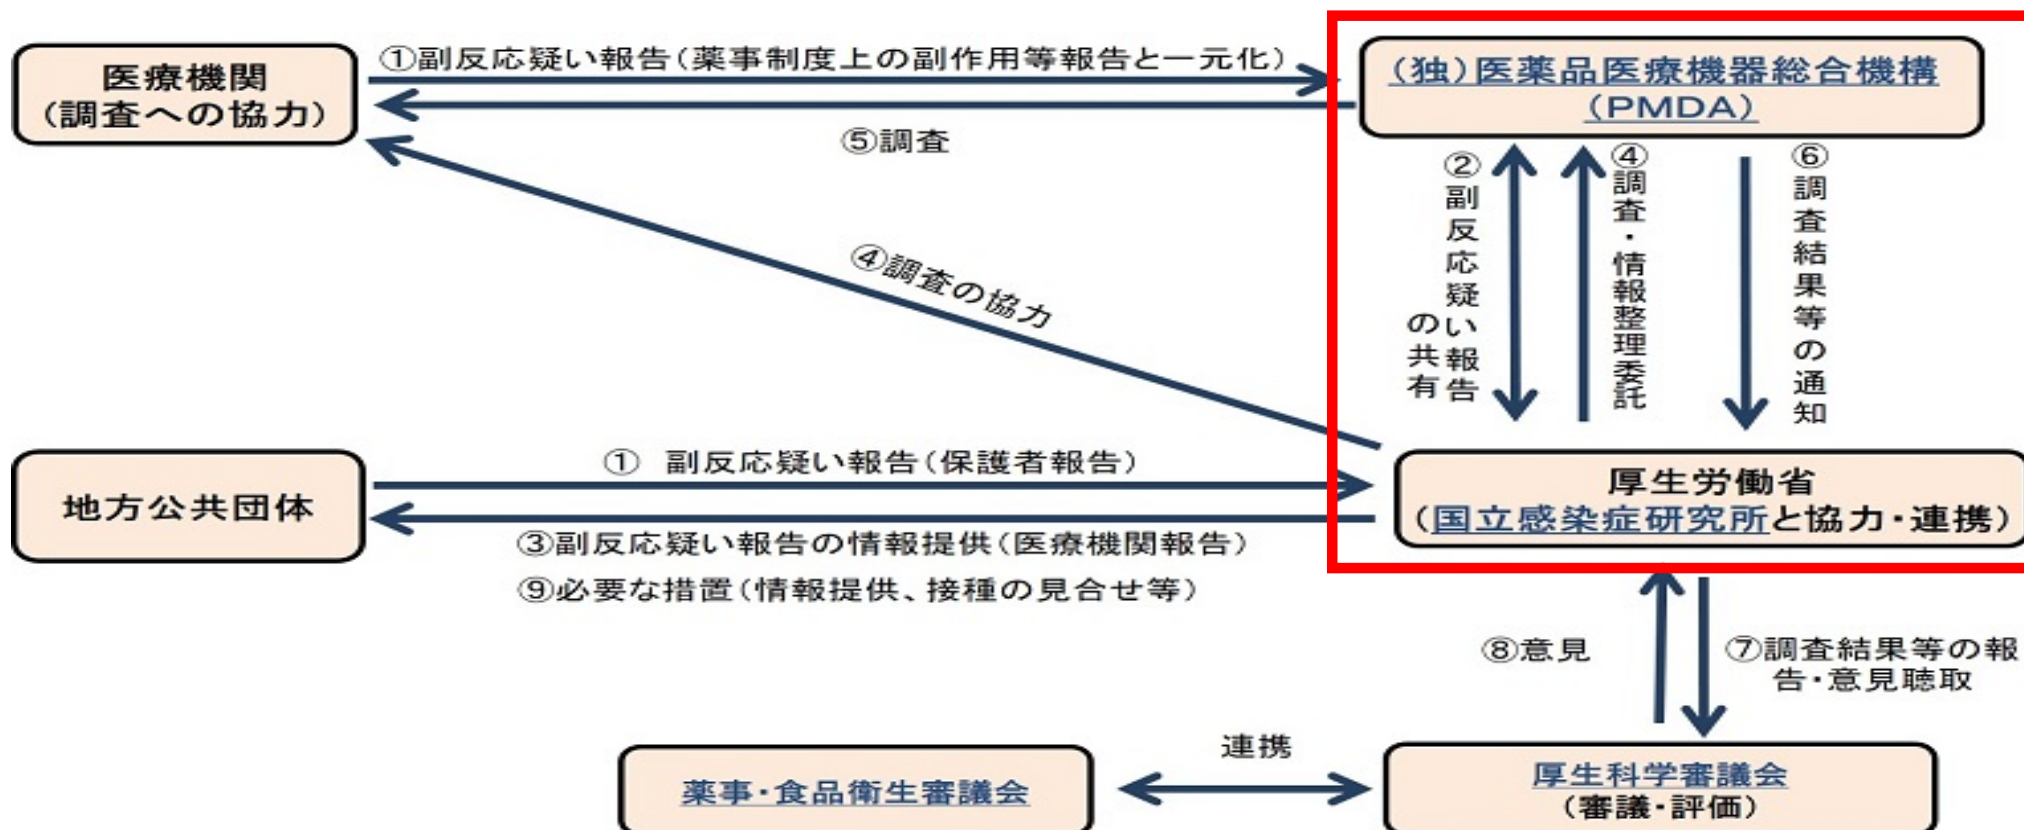 医療機関
(調査への協力)
①副反応疑い報告(薬事制度上の副作用等報告と一元化)
⑤調査
(独)医薬品医療機器総合機構
(PMDA)
②副反応疑い報告
の共有
④調査・情報整理委託
⑥調査結果等の通知
④調査の協力
地方公共団体
① 副反応疑い報告(保護者報告)
③副反応疑い報告の情報提供(医療機関報告)
⑨必要な措置(情報提供、接種の見合せ等)
厚生労働省
(国立感染症研究所と協力・連携)
⑧意見
⑦調査結果等の報
告・意見聴取
薬事・食品衛生審議会
連携
厚生科学審議会
(審議・評価)